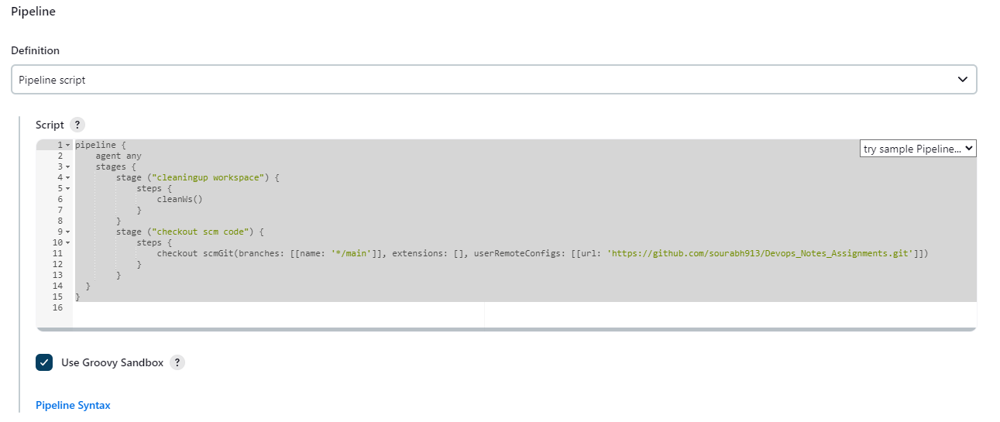 Pipeline
Definition
Pipeline script
Script ?
try sample Pipeline...
1 pipeline {
2     agent any
3     stages {
4         stage ("cleaningup workspace") {
5             steps {
6                 cleanWs()
7             }
8         }
9         stage ("checkout scm code") {
10             steps {
11                 checkout scmGit(branches: [[name: '*/main']], extensions: [], userRemoteConfigs: [[url: 'https://github.com/sourabh913/Devops_Notes_Assignments.git']])
12             }
13         }
14   }
15 }
16
Use Groovy Sandbox ?
Pipeline Syntax